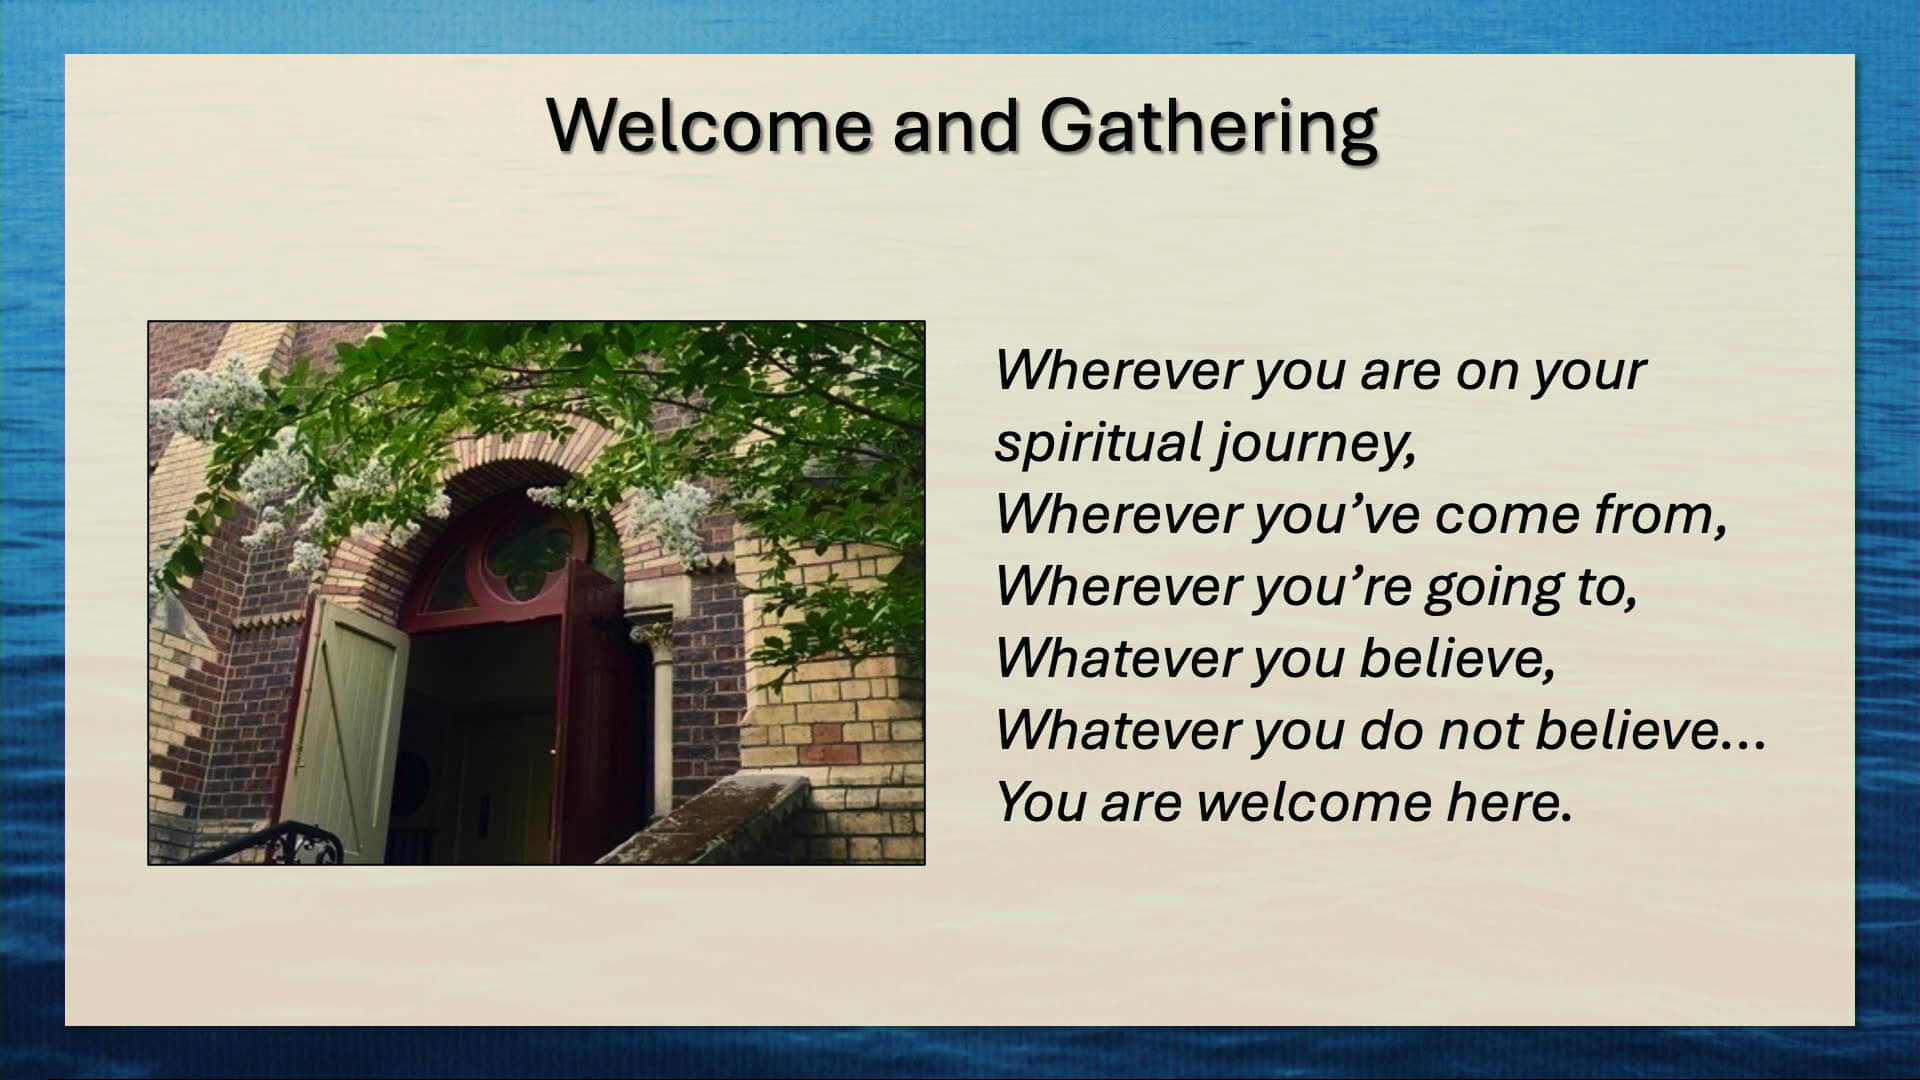 Welcome and Gathering
Wherever you are on your
spiritual journey,
Wherever you’ve come from,
Wherever you’re going to,
Whatever you believe,
Whatever you do not believe...
You are welcome here.